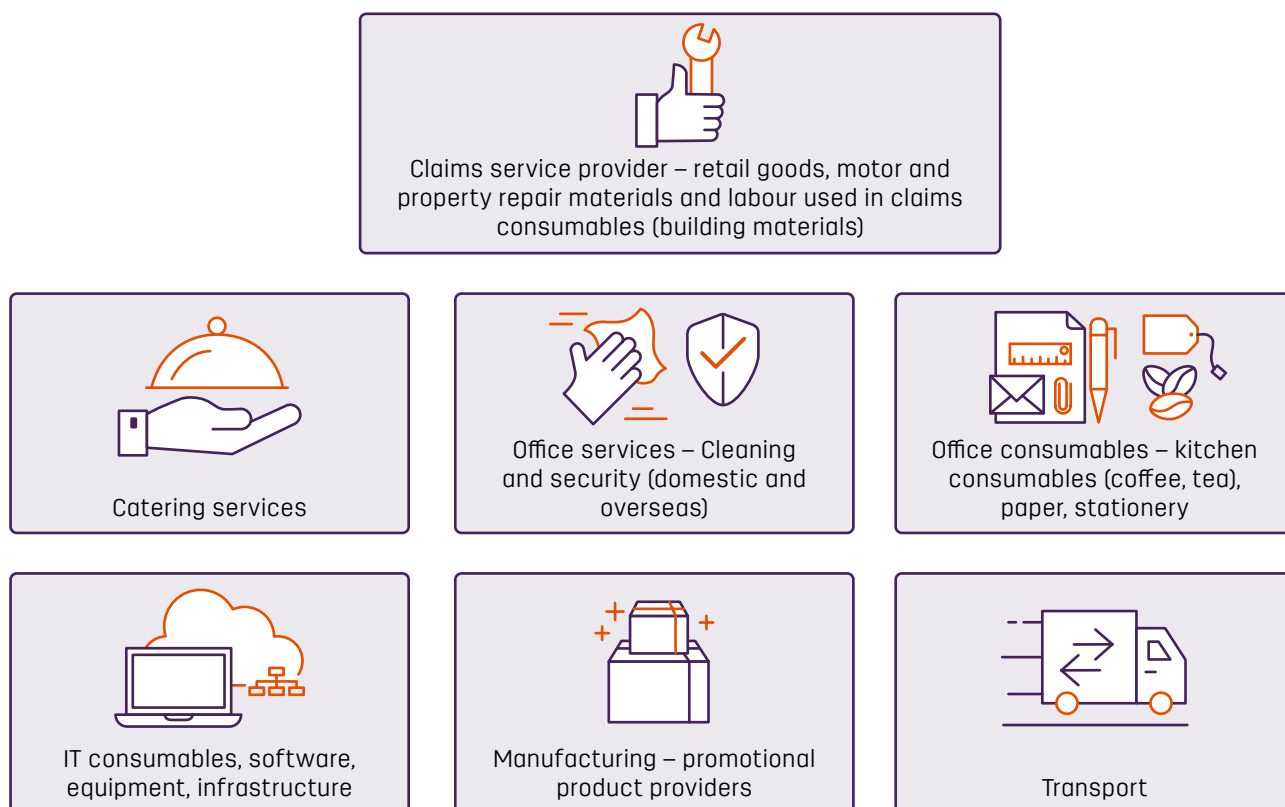 Claims service provider – retail goods, motor and
property repair materials and labour used in claims
consumables (building materials)
Catering services
Office services – Cleaning
and security (domestic and
overseas)
Office consumables – kitchen
consumables (coffee, tea),
paper, stationery
IT consumables, software,
equipment, infrastructure
Manufacturing – promotional
product providers
Transport